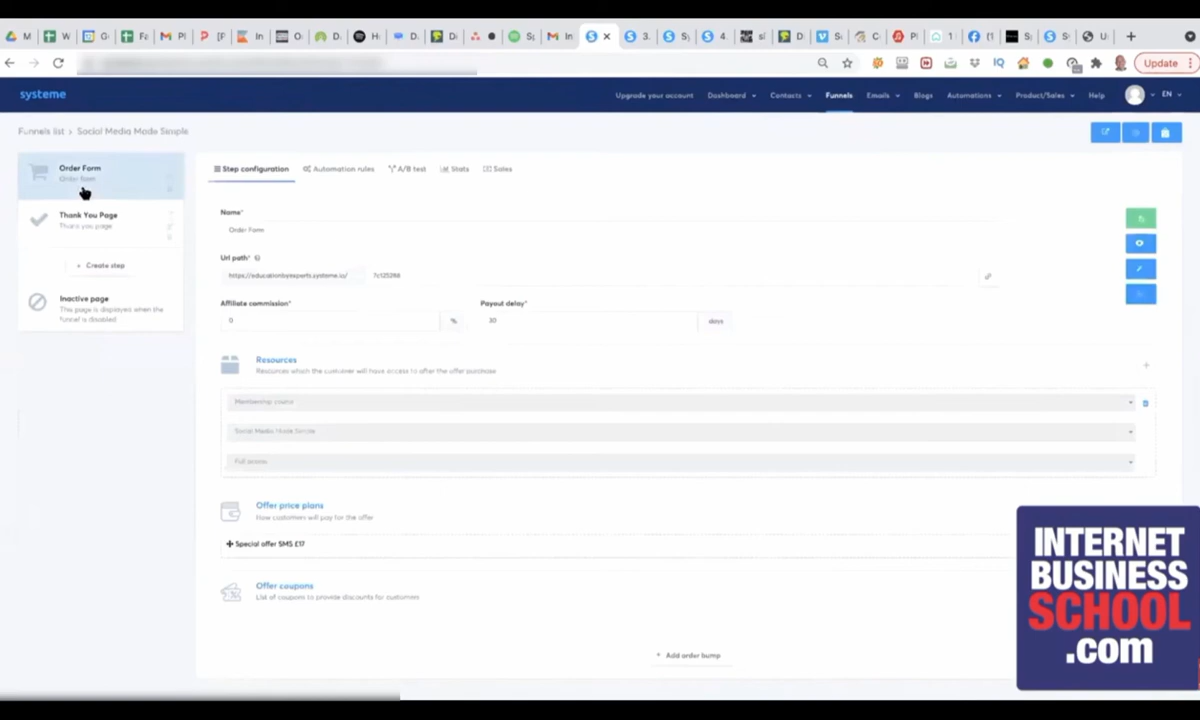 Update
systeme
Upgrade your account
Dashboard
Contacts
Funnels
Emails
Blogs
Automations
Product/Sales
Help
EN
Funnels list > Social Media Made Simple
Order Form
Order form
Thank You Page
Thank you page
+ Create step
Inactive page
This page is displayed when the
funnel is disabled
Step configuration
Automation rules
A/B test
Stats
Sales
Name*
Order Form
Url path*
https://educationbyexperts.systeme.io/
Affiliate commission*
0
%
Payout delay*
30
days
Resources
Resources which the customer will have access to after the offer purchase
Membership course
Social Media Made Simple
Full access
Offer price plans
How customers will pay for the offer
Special offer SMS £17
Offer coupons
List of coupons to provide discounts for customers
+ Add order bump
INTERNET
BUSINESS
SCHOOL
.com